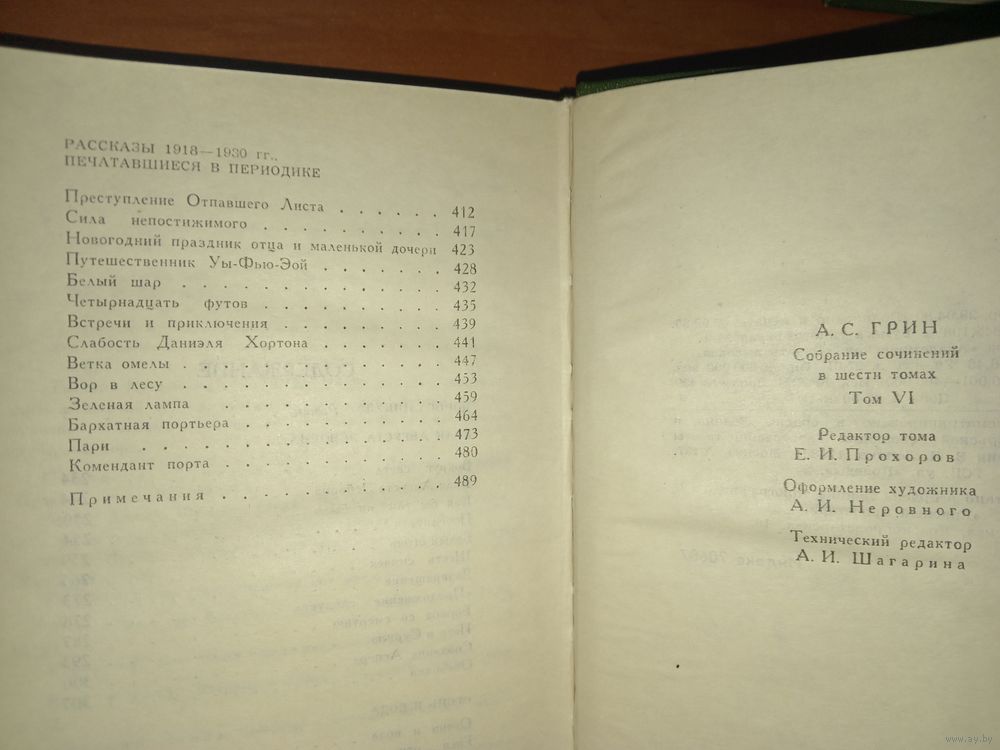 РАССКАЗЫ 1918—1930 гг.,
ПЕЧАТАВШИЕСЯ В ПЕРИОДИКЕ
Преступление Отпавшего Листа . . . . . . 412
Сила непостижимого . . . . . . . . . . 417
Новогодний праздник отца и маленькой дочери 423
Путешественник Уы-Фью-Эой . . . . . . . 428
Белый шар . . . . . . . . . . . . . 432
Четырнадцать футов . . . . . . . . . . 435
Встречи и приключения . . . . . . . . . 439
Слабость Даниэля Хортона . . . . . . . 441
Ветка омелы . . . . . . . . . . . . . 447
Вор в лесу . . . . . . . . . . . . . 453
Зеленая лампа . . . . . . . . . . . . 459
Бархатная портьера . . . . . . . . . . 464
Пари . . . . . . . . . . . . . . . 473
Комендант порта . . . . . . . . . . . 480
Примечания . . . . . . . . . . . 489
А. С. ГРИН
Собрание сочинений
в шести томах
Том VI
Редактор тома
Е. И. Прохоров
Оформление художника
А. И. Неровного
Технический редактор
А. И. Шагарина
www.ay.by